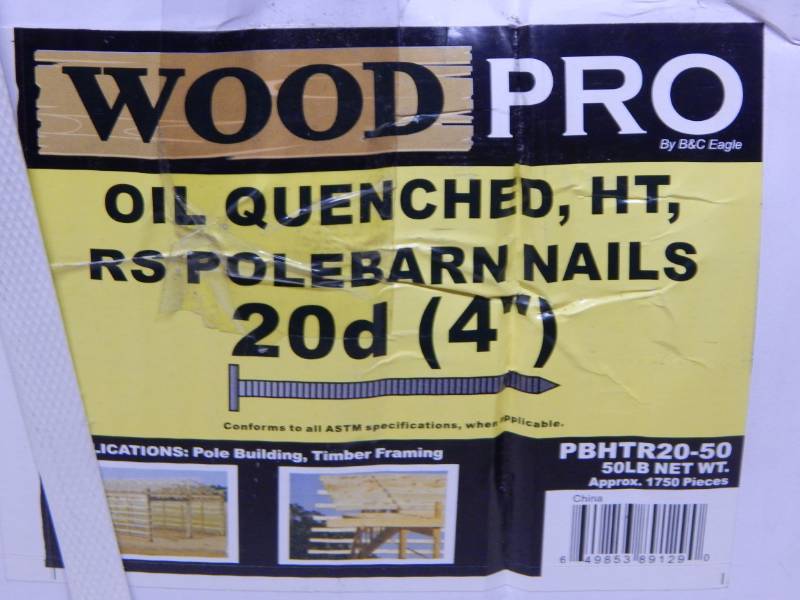 WOOD PRO
By B&C Eagle
OIL QUENCHED, HT,
RS POLEBARN NAILS
20d (4")
Conforms to all ASTM specifications, when applicable.
LICATIONS: Pole Building, Timber Framing
PBHTR20-50
50LB NET WT.
Approx. 1750 Pieces
China
6 49853 89129 0